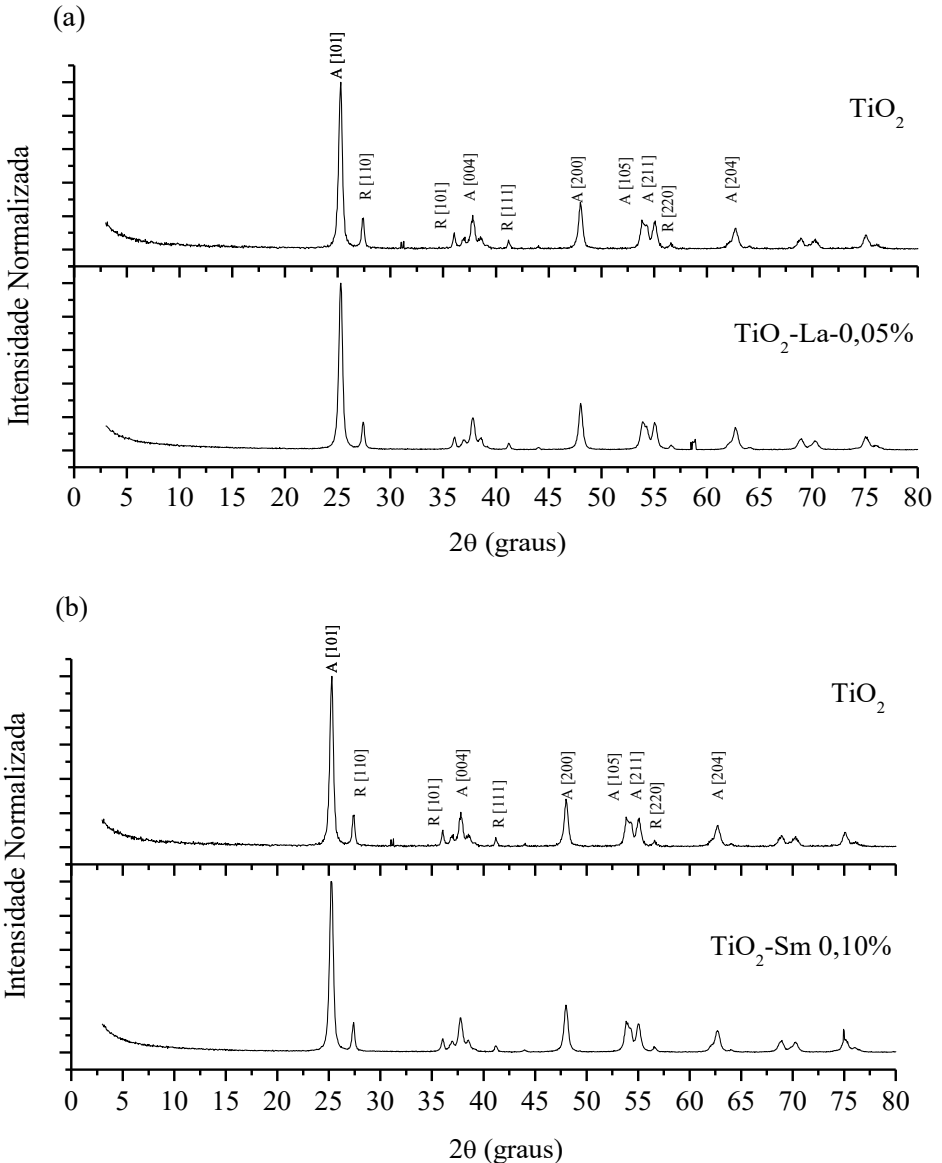 (a)
Intensidade Normalizada
A [101]
R [110]
R [101]
A [004]
R [111]
A [200]
A [105]
A [211]
R [220]
A [204]
TiO2
TiO2-La-0,05%
0 5 10 15 20 25 30 35 40 45 50 55 60 65 70 75 80
2θ (graus)
(b)
Intensidade Normalizada
A [101]
R [110]
R [101]
A [004]
R [111]
A [200]
A [105]
A [211]
R [220]
A [204]
TiO2
TiO2-Sm 0,10%
0 5 10 15 20 25 30 35 40 45 50 55 60 65 70 75 80
2θ (graus)